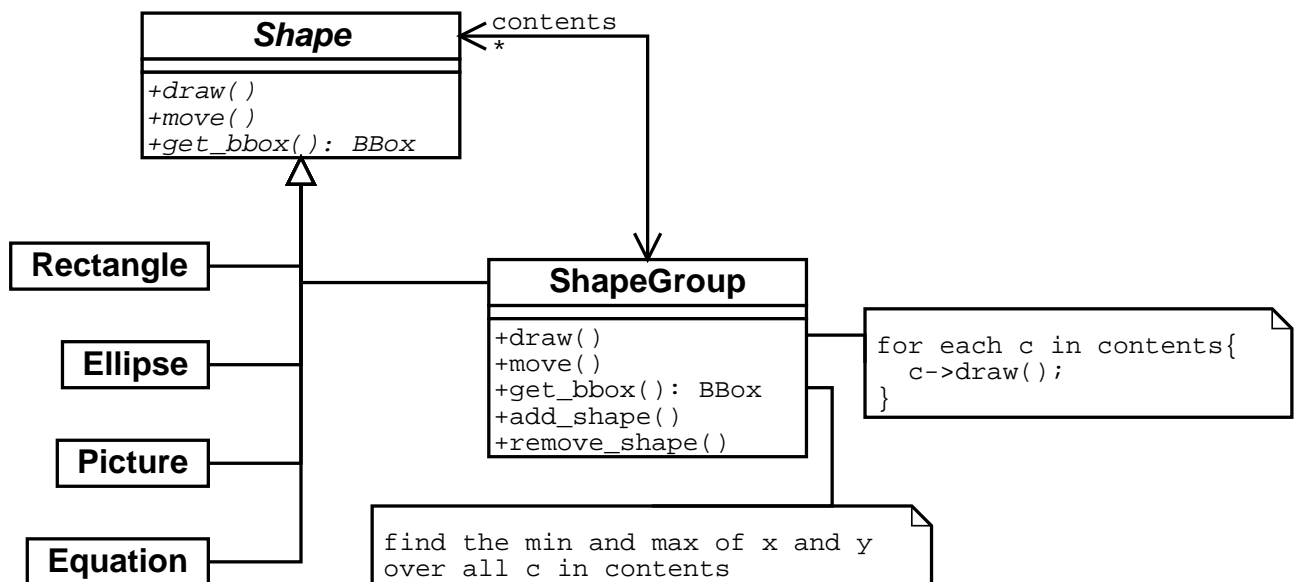 Shape
contents
*
+draw()
+move()
+get_bbox(): BBox
Rectangle
ShapeGroup
+draw()
+move()
+get_bbox(): BBox
+add_shape()
+remove_shape()
for each c in contents{
c->draw();
}
Ellipse
Picture
Equation
find the min and max of x and y
over all c in contents